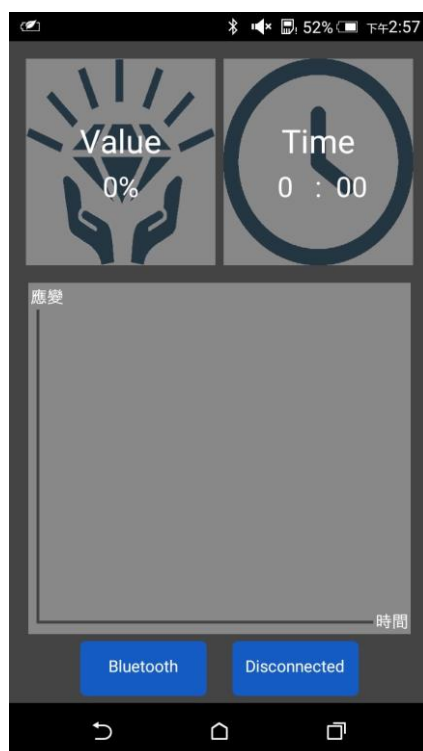 52% 下午2:57
Value
0%
Time
0 : 00
應變
時間
Bluetooth
Disconnected